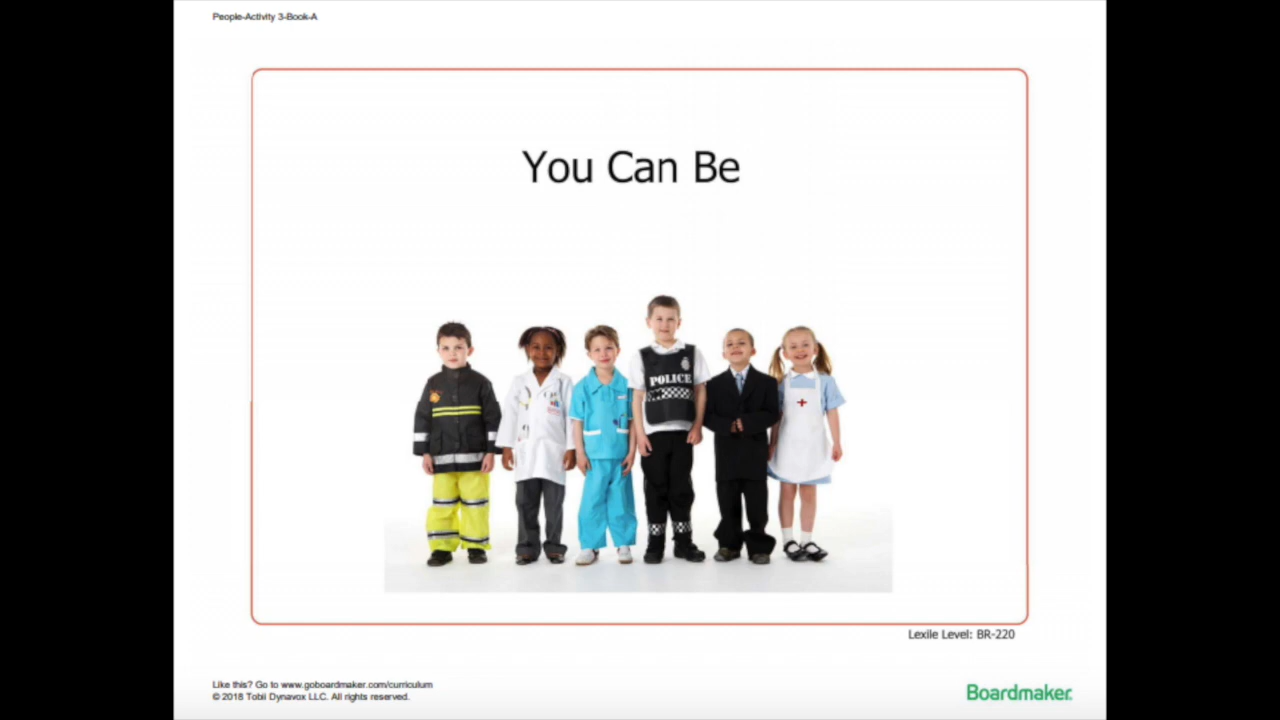 People-Activity 3-Book-A
You Can Be
POLICE
Lexile Level: BR-220
Like this? Go to www.goboardmaker.com/curriculum
© 2018 Tobii Dynavox LLC. All rights reserved.
Boardmaker